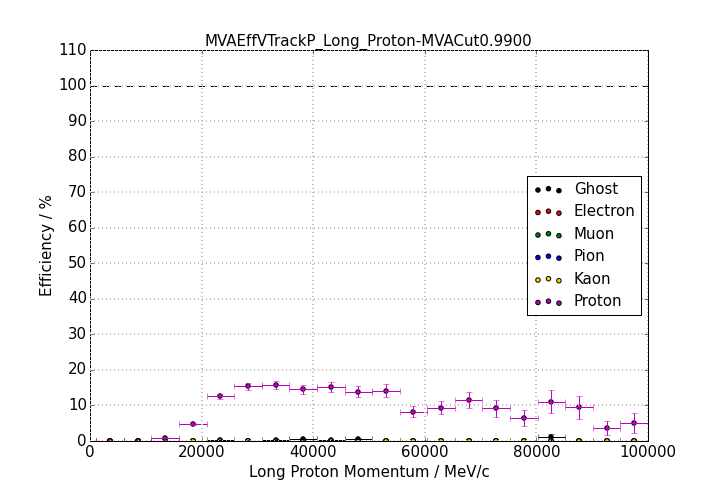 MVAEffVTrackP_Long_Proton-MVACut0.9900
110
100
90
80
70
60
50
40
30
20
10
0
Efficiency / %
Ghost
Electron
Muon
Pion
Kaon
Proton
0 20000 40000 60000 80000 100000
Long Proton Momentum / MeV/c